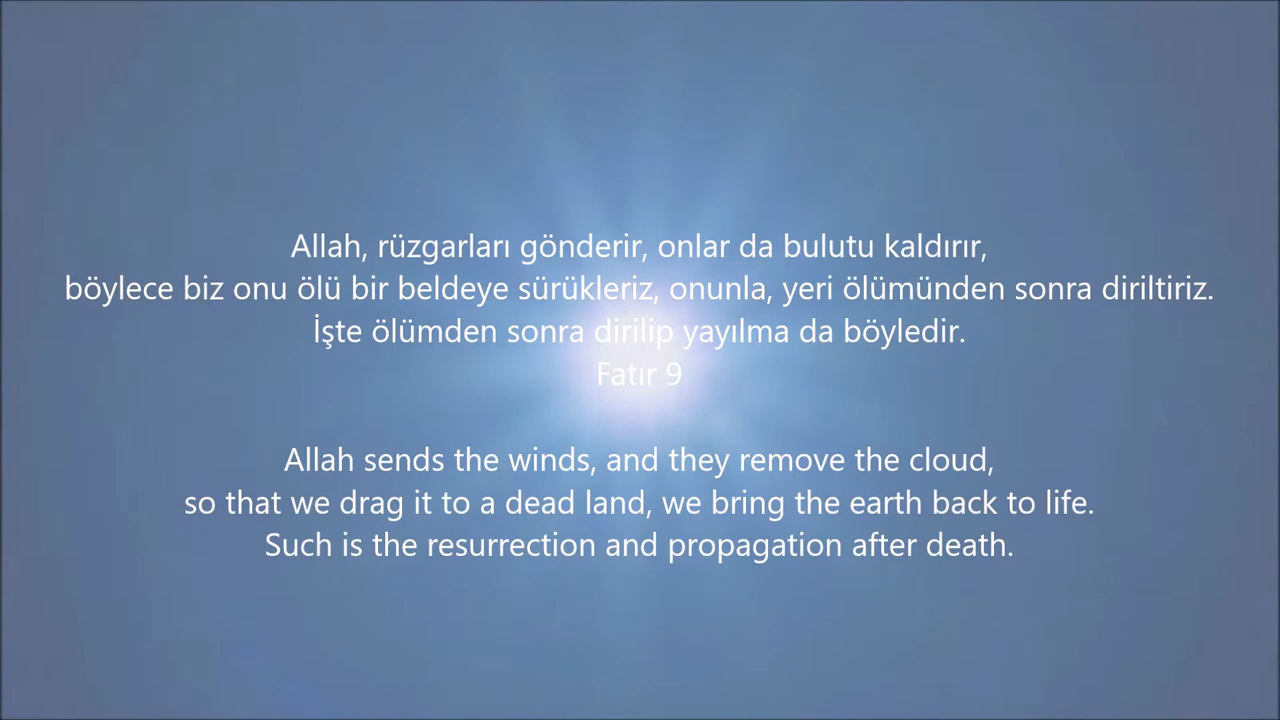 Allah, rüzgarları gönderir, onlar da bulutu kaldırır,
böylece biz onu ölü bir beldeye sürükleriz, onunla, yeri ölümünden sonra diriltiriz.
İşte ölümden sonra dirilip yayılma da böyledir.
Fatır 9
Allah sends the winds, and they remove the cloud,
so that we drag it to a dead land, we bring the earth back to life.
Such is the resurrection and propagation after death.